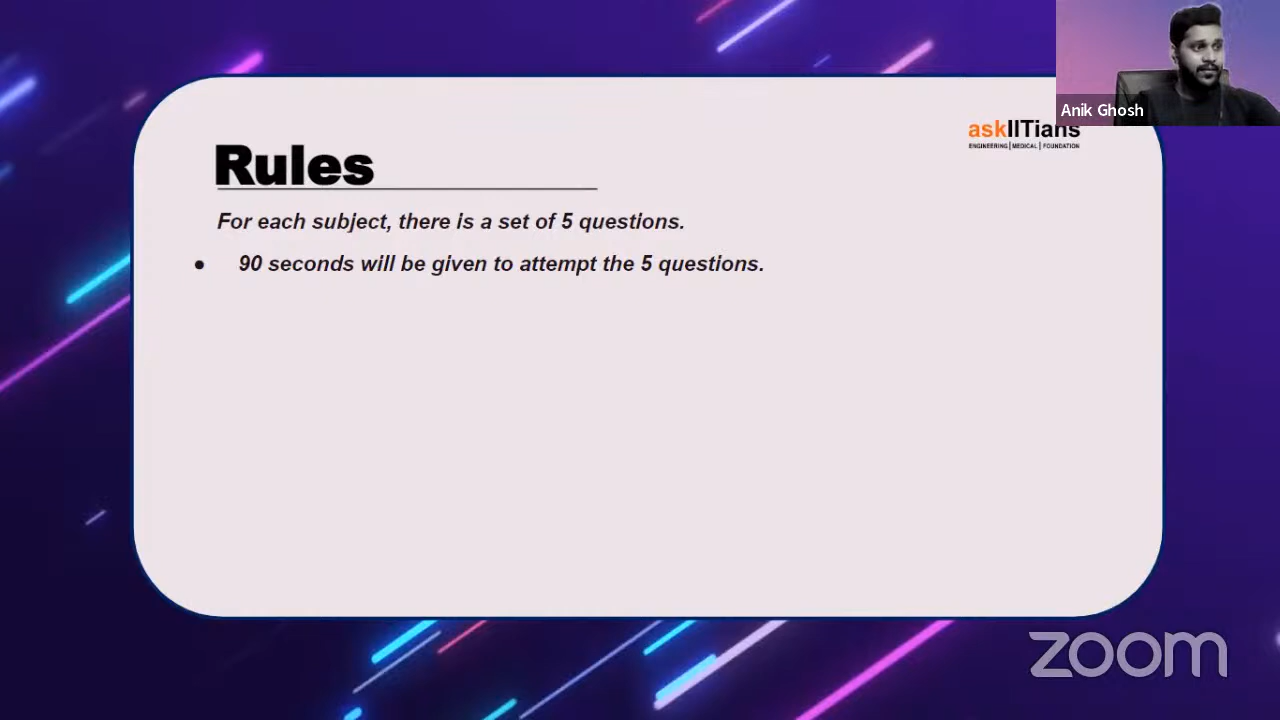 Anik Ghosh
askIITians
ENGINEERING | MEDICAL | FOUNDATION
Rules
For each subject, there is a set of 5 questions.
● 90 seconds will be given to attempt the 5 questions.
zoom